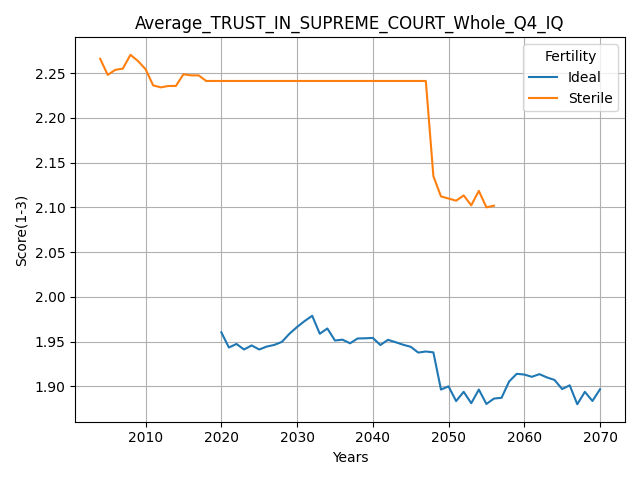 Average_TRUST_IN_SUPREME_COURT_Whole_Q4_IQ
Fertility
Ideal
Sterile
Score(1-3)
2.25
2.20
2.15
2.10
2.05
2.00
1.95
1.90
2010 2020 2030 2040 2050 2060 2070
Years